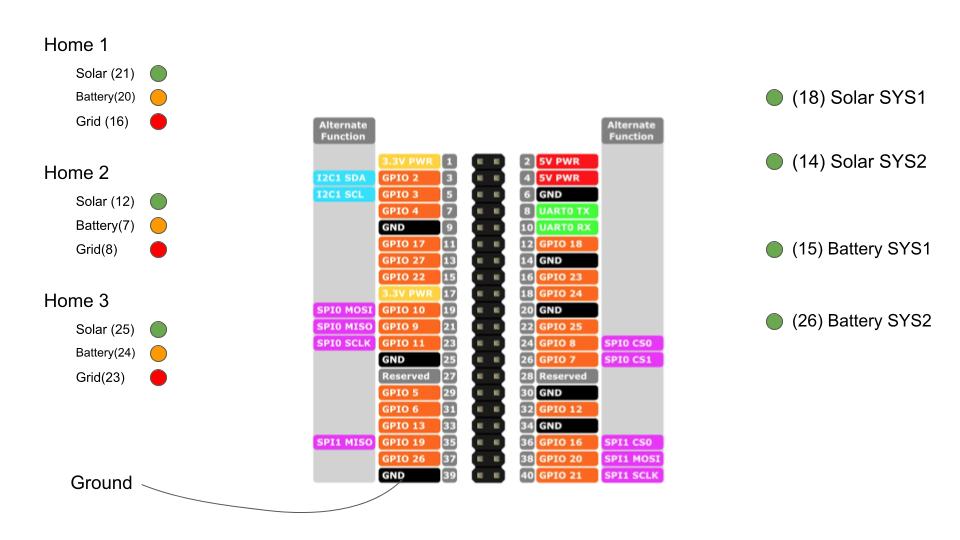 Home 1
Solar (21)
Battery(20)
Grid (16)
Home 2
Solar (12)
Battery(7)
Grid(8)
Home 3
Solar (25)
Battery(24)
Grid(23)
Ground
Alternate
Function
Alternate
Function
3.3V PWR 1 2 5V PWR
I2C1 SDA GPIO 2 3 4 5V PWR
I2C1 SCL GPIO 3 5 6 GND
GPIO 4 7 8 UART0 TX
GND 9 10 UART0 RX
GPIO 17 11 12 GPIO 18
GPIO 27 13 14 GND
GPIO 22 15 16 GPIO 23
3.3V PWR 17 18 GPIO 24
SPI0 MOSI GPIO 10 19 20 GND
SPI0 MISO GPIO 9 21 22 GPIO 25
SPI0 SCLK GPIO 11 23 24 GPIO 8 SPI0 CS0
GND 25 26 GPIO 7 SPI0 CS1
Reserved 27 28 Reserved
GPIO 5 29 30 GND
GPIO 6 31 32 GPIO 12
GPIO 13 33 34 GND
SPI1 MISO GPIO 19 35 36 GPIO 16 SPI1 CS0
GPIO 26 37 38 GPIO 20 SPI1 MOSI
GND 39 40 GPIO 21 SPI1 SCLK
(18) Solar SYS1
(14) Solar SYS2
(15) Battery SYS1
(26) Battery SYS2